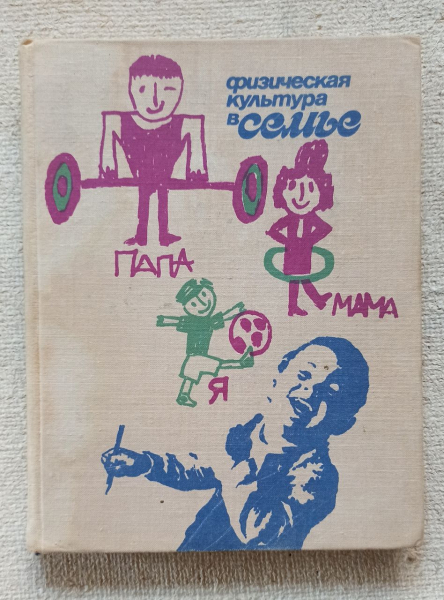 физическая
культура
в семье
ПАПА
МАМА
Я